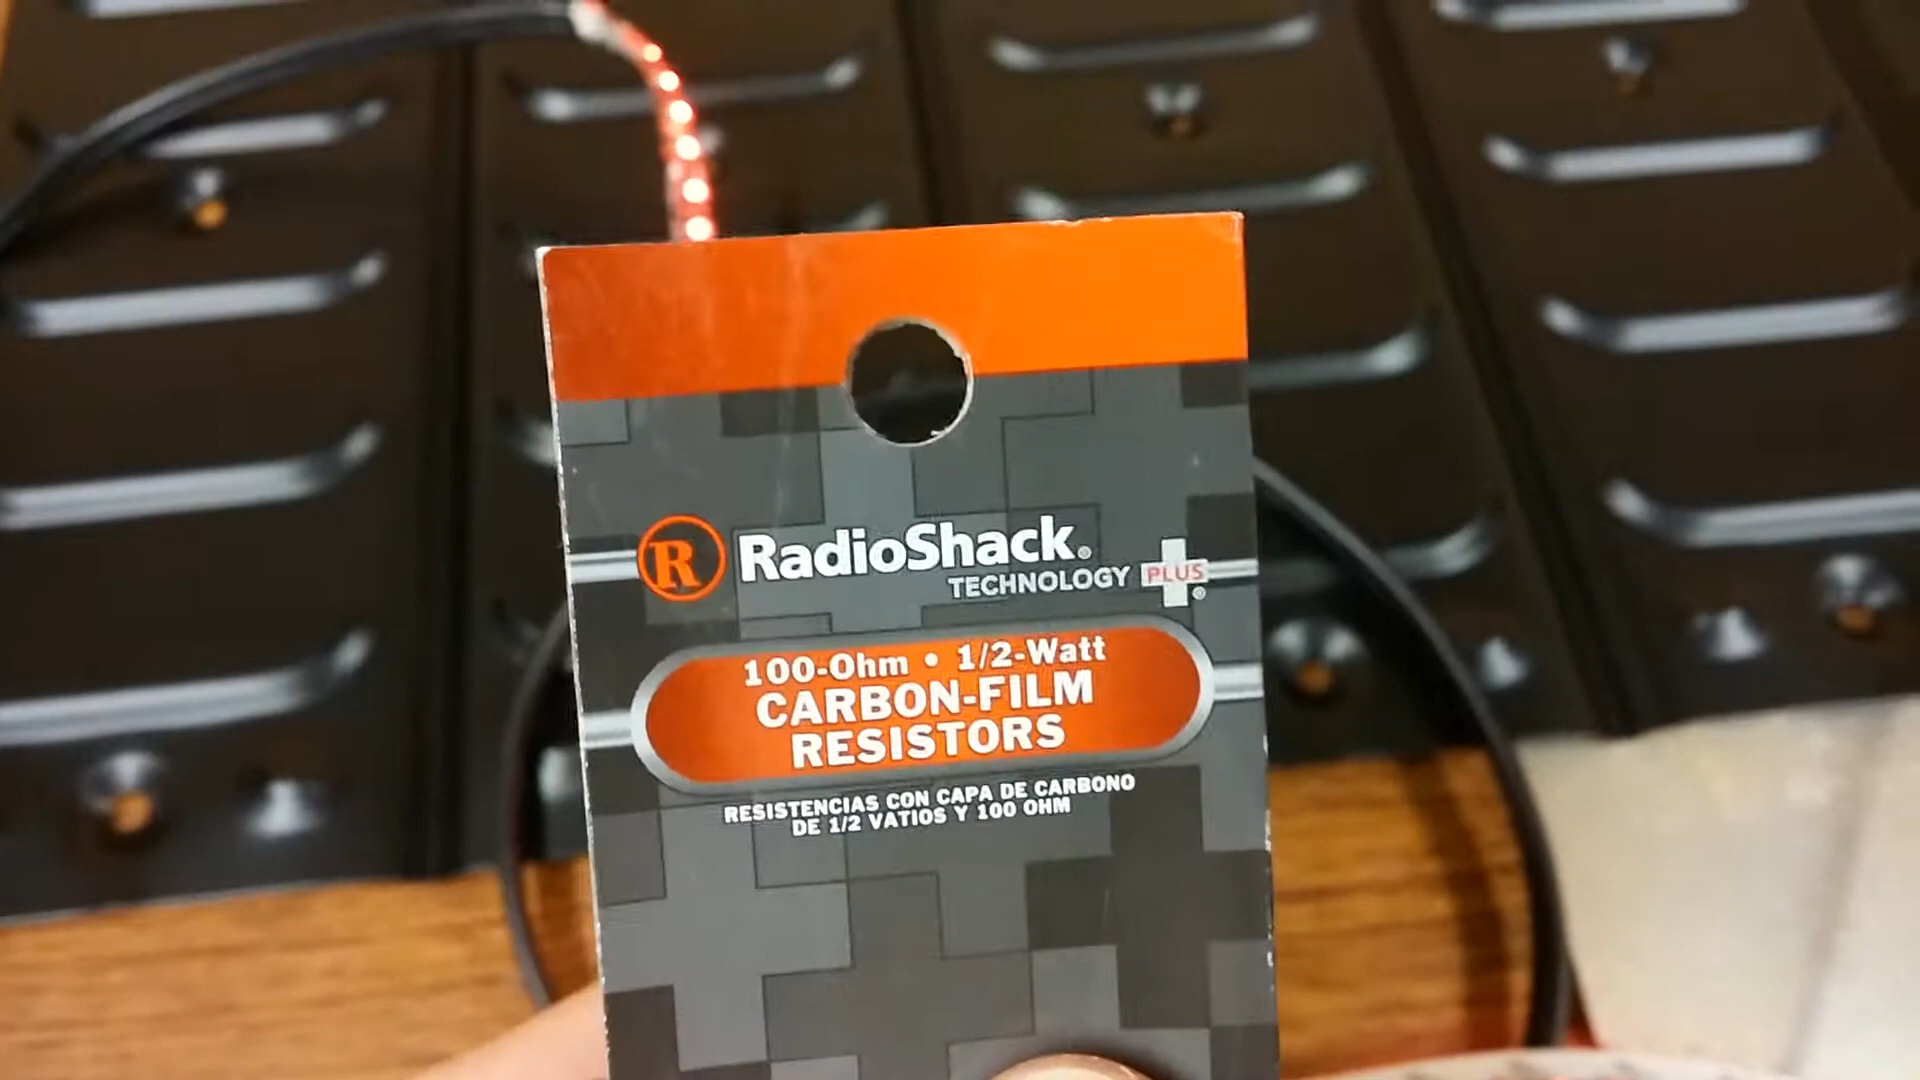 R RadioShack®
TECHNOLOGY PLUS®
100-Ohm • 1/2-Watt
CARBON-FILM
RESISTORS
RESISTENCIAS CON CAPA DE CARBONO
DE 1/2 VATIOS Y 100 OHM